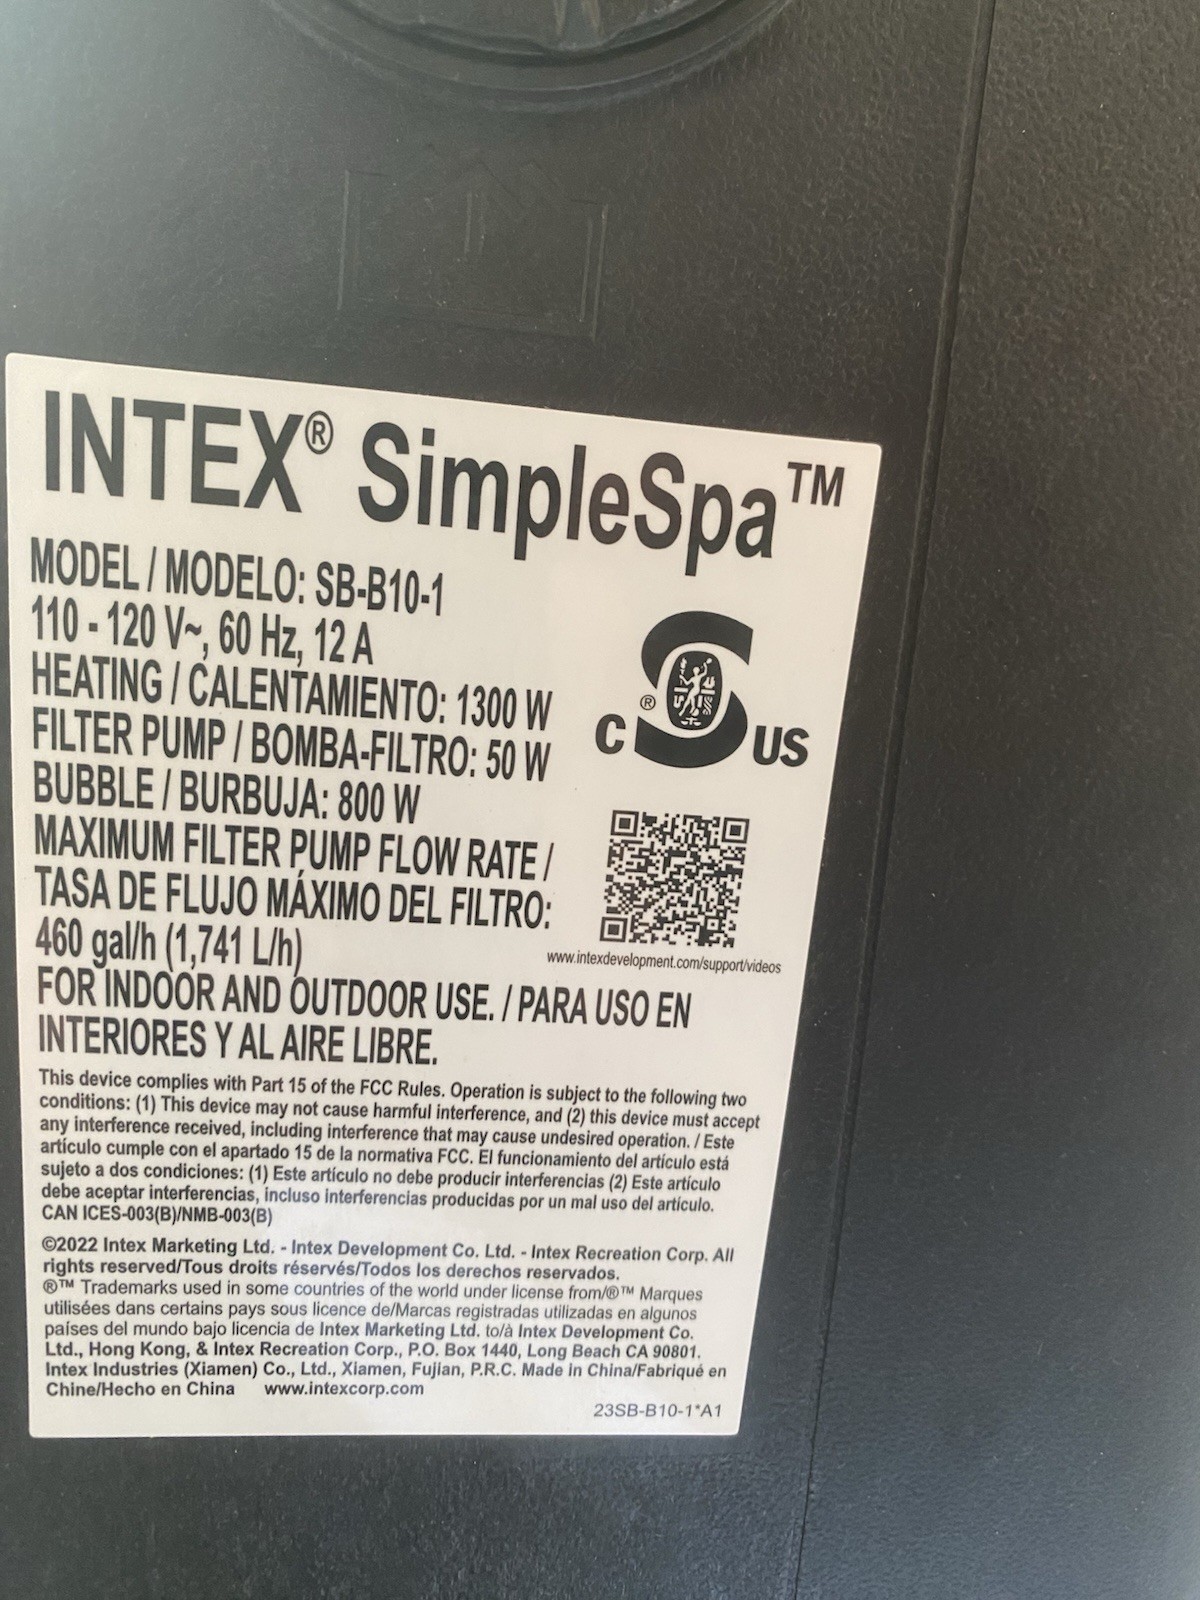 INTEX® SimpleSpa™
MODEL / MODELO: SB-B10-1
110 - 120 V~, 60 Hz, 12 A
HEATING / CALENTAMIENTO: 1300 W
FILTER PUMP / BOMBA-FILTRO: 50 W
BUBBLE / BURBUJA: 800 W
MAXIMUM FILTER PUMP FLOW RATE /
TASA DE FLUJO MÁXIMO DEL FILTRO:
460 gal/h (1,741 L/h)
C S ® US
www.intexdevelopment.com/support/videos
FOR INDOOR AND OUTDOOR USE. / PARA USO EN
INTERIORES Y AL AIRE LIBRE.
This device complies with Part 15 of the FCC Rules. Operation is subject to the following two
conditions: (1) This device may not cause harmful interference, and (2) this device must accept
any interference received, including interference that may cause undesired operation. / Este
artículo cumple con el apartado 15 de la normativa FCC. El funcionamiento del artículo está
sujeto a dos condiciones: (1) Este artículo no debe producir interferencias (2) Este artículo
debe aceptar interferencias, incluso interferencias producidas por un mal uso del artículo.
CAN ICES-003(B)/NMB-003(B)
©2022 Intex Marketing Ltd. - Intex Development Co. Ltd. - Intex Recreation Corp. All
rights reserved/Tous droits réservés/Todos los derechos reservados.
®™ Trademarks used in some countries of the world under license from/®™ Marques
utilisées dans certains pays sous licence de/Marcas registradas utilizadas en algunos
países del mundo bajo licencia de Intex Marketing Ltd. to/à Intex Development Co.
Ltd., Hong Kong, & Intex Recreation Corp., P.O. Box 1440, Long Beach CA 90801.
Intex Industries (Xiamen) Co., Ltd., Xiamen, Fujian, P.R.C. Made in China/Fabriqué en
Chine/Hecho en China www.intexcorp.com
23SB-B10-1*A1